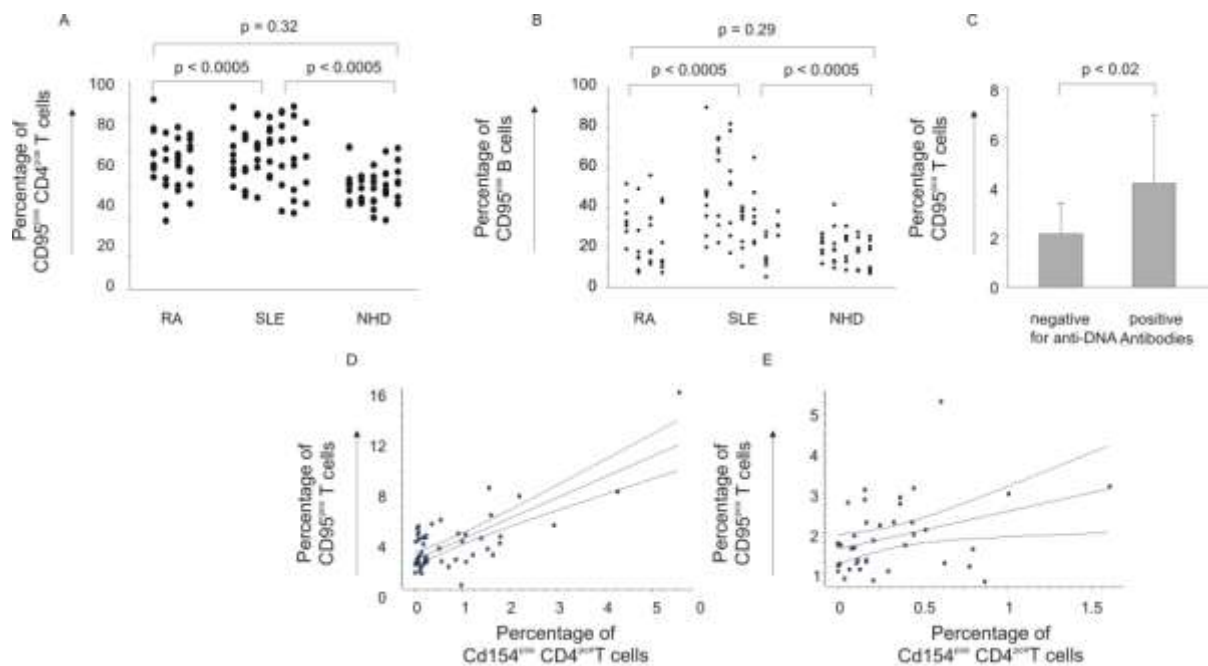 A
p = 0.32
p < 0.0005 p < 0.0005
Percentage of
CD95pos CD4pos T cells
100
80
60
40
20
0
RA SLE NHD
B
p = 0.29
p < 0.0005 p < 0.0005
Percentage of
CD95pos B cells
100
80
60
40
20
0
RA SLE NHD
C
p < 0.02
Percentage of
CD95pos T cells
8
6
4
2
0
negative positive
for anti-DNA Antibodies
D
Percentage of
CD95pos T cells
16
12
8
4
0
0 1 2 3 4 5 0
Percentage of
Cd154pos CD4posT cells
E
Percentage of
CD95pos T cells
5
4
3
2
1
0 0.5 1 1.5
Percentage of
Cd154pos CD4posT cells